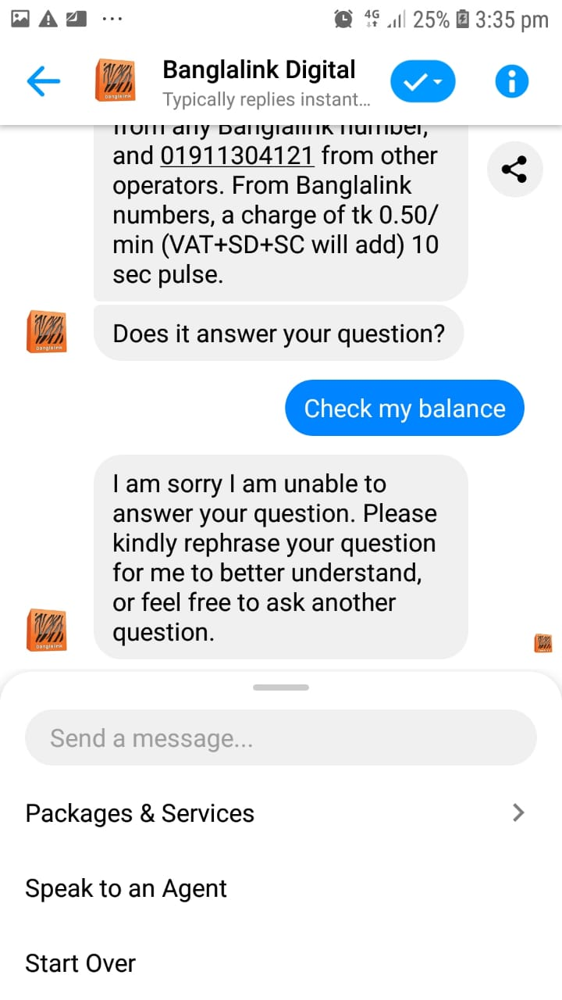 25% 3:35 pm
4G
Banglalink Digital
Typically replies instant...
from any Banglalink number,
and 01911304121 from other
operators. From Banglalink
numbers, a charge of tk 0.50/
min (VAT+SD+SC will add) 10
sec pulse.
banglalink
Does it answer your question?
Check my balance
I am sorry I am unable to
answer your question. Please
kindly rephrase your question
for me to better understand,
or feel free to ask another
question.
banglalink
Send a message...
Packages & Services
Speak to an Agent
Start Over